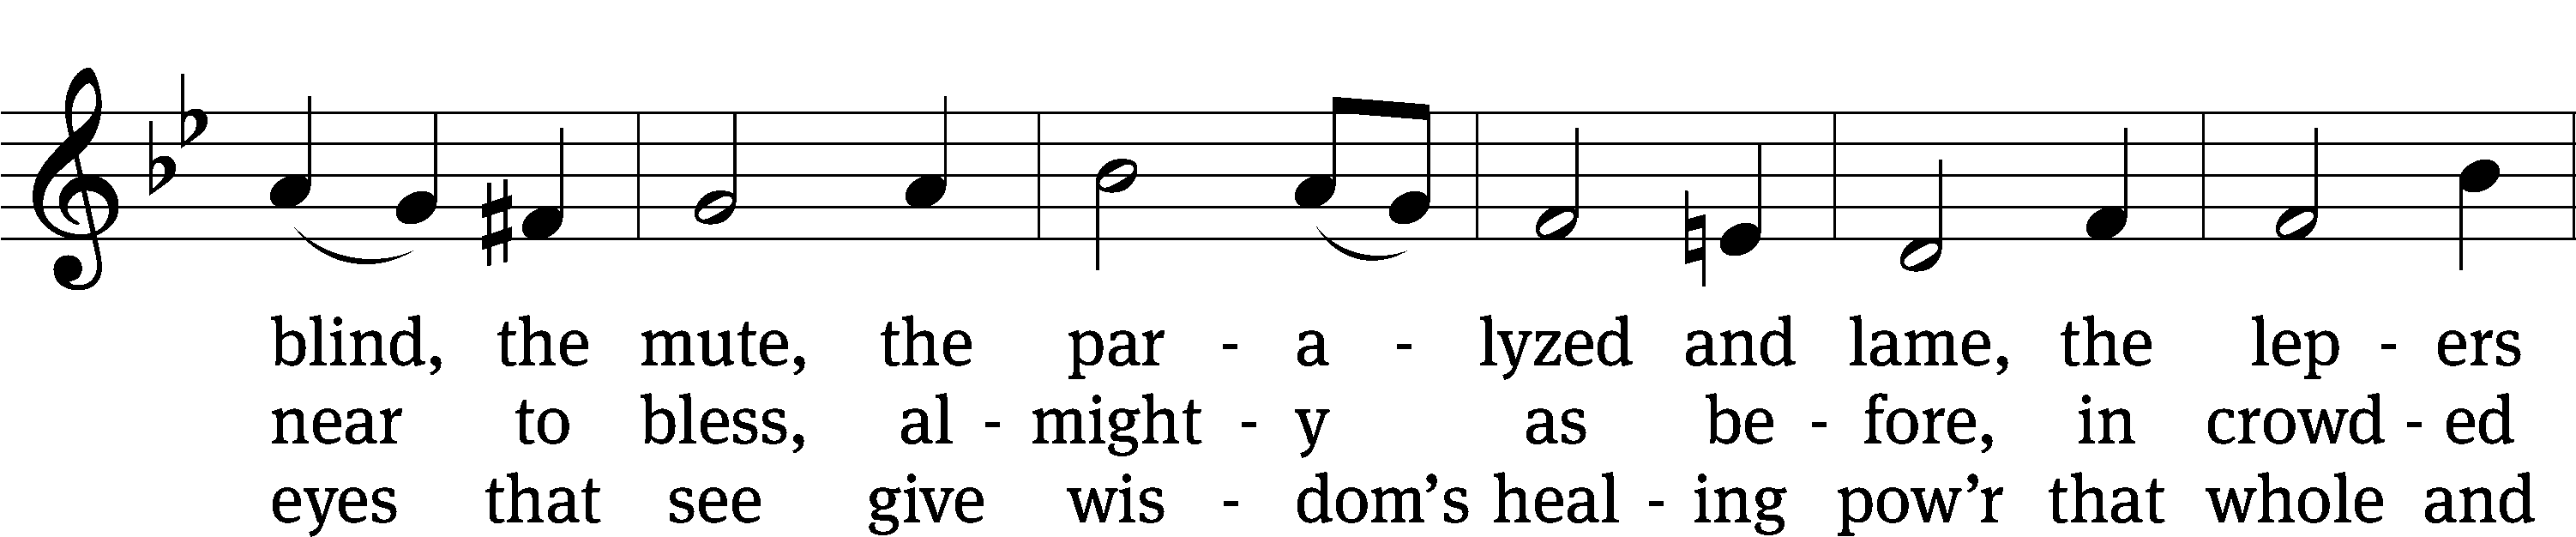 blind, the mute, the par - a - lyzed and lame, the lep - ers
near to bless, al - might - y as be - fore, in crowd - ed
eyes that see give wis - dom’s heal - ing pow’r that whole and